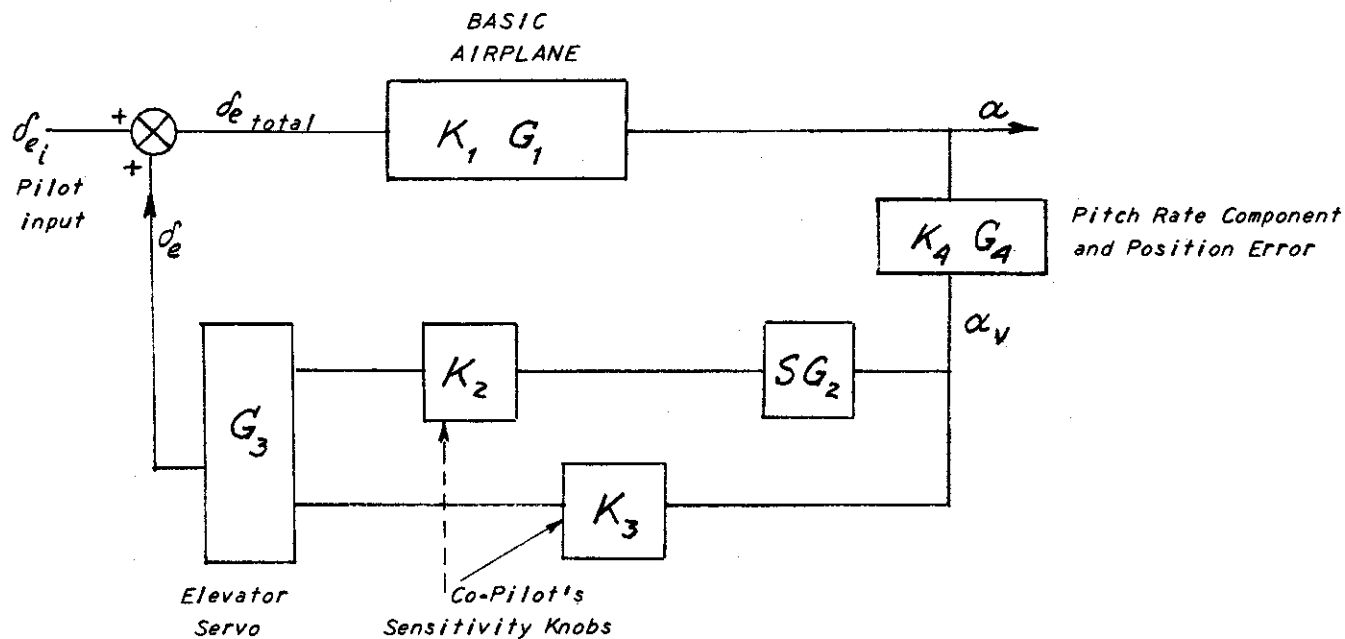 BASIC
AIRPLANE
δe total
+
δe i
K₁ G₁
α
+
Pilot
input
δe
K₄ G₄
Pitch Rate Component
and Position Error
αv
K₂
SG₂
G₃
K₃
Elevator
Servo
Co-Pilot's
Sensitivity Knobs